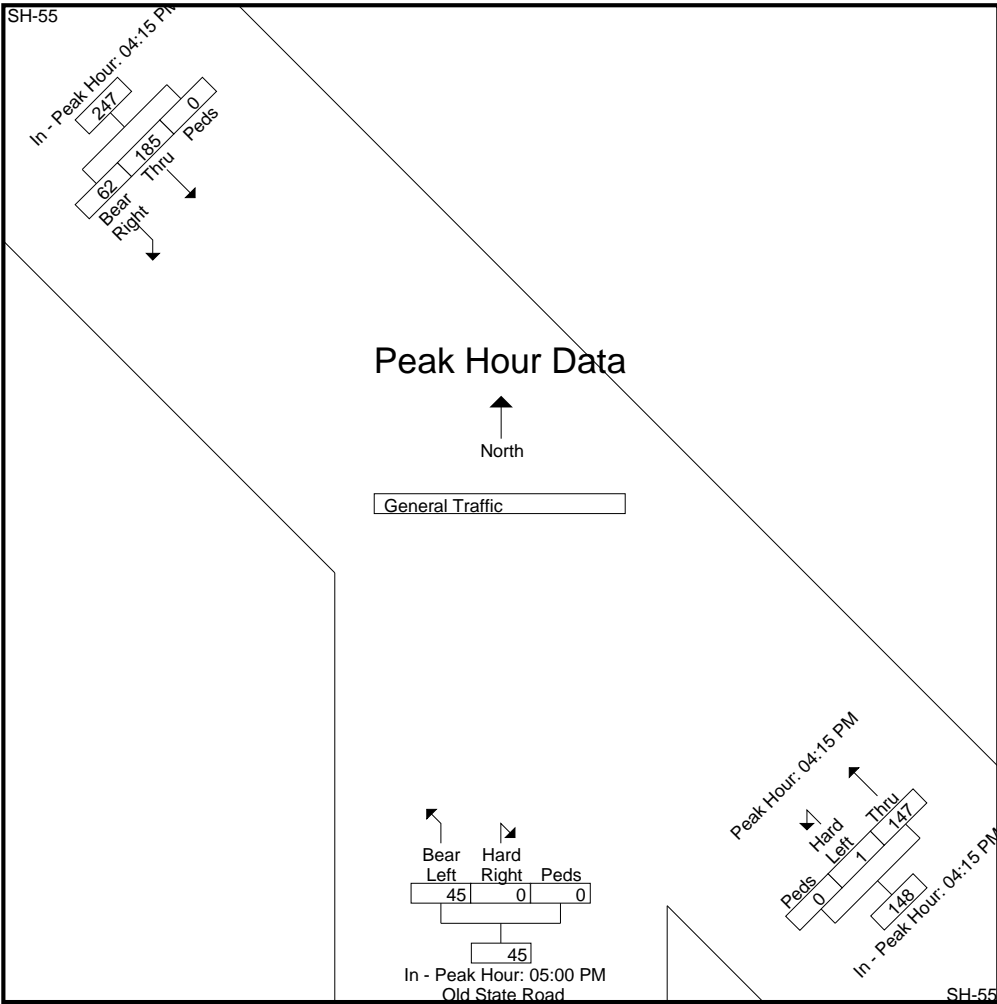 SH-55
In - Peak Hour: 04:15 PM
247
62 185 0
Bear Right Thru Peds
Peak Hour Data
North
General Traffic
Peak Hour: 04:15 PM
Hard Left Thru
Peds
0 1 147
148
In - Peak Hour: 04:15 PM
Bear Hard
Left Right Peds
45 0 0
45
In - Peak Hour: 05:00 PM
Old State Road
SH-55